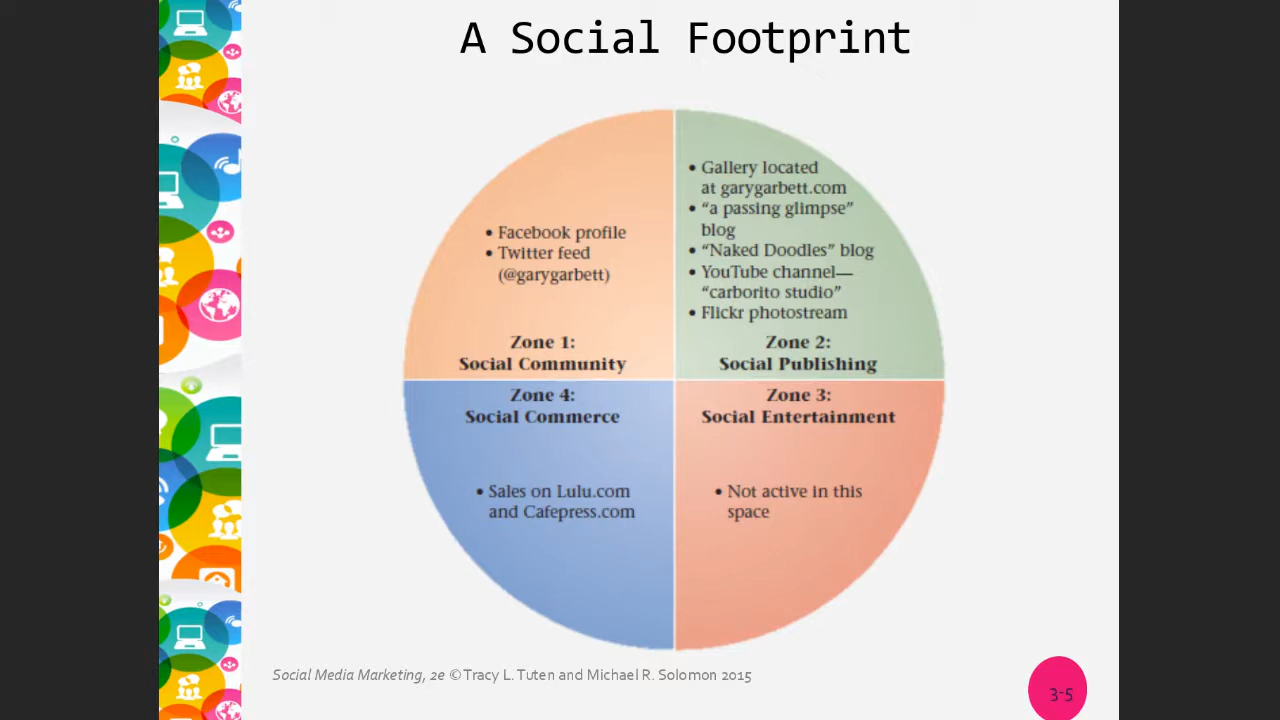 A Social Footprint
• Facebook profile
• Twitter feed
(@garygarbett)
Zone 1:
Social Community
• Gallery located
at garygarbett.com
• “a passing glimpse”
blog
• “Naked Doodles” blog
• YouTube channel—
“carborito studio”
• Flickr photostream
Zone 2:
Social Publishing
Zone 4:
Social Commerce
• Sales on Lulu.com
and Cafepress.com
Zone 3:
Social Entertainment
• Not active in this
space
Social Media Marketing, 2e © Tracy L. Tuten and Michael R. Solomon 2015
3-5